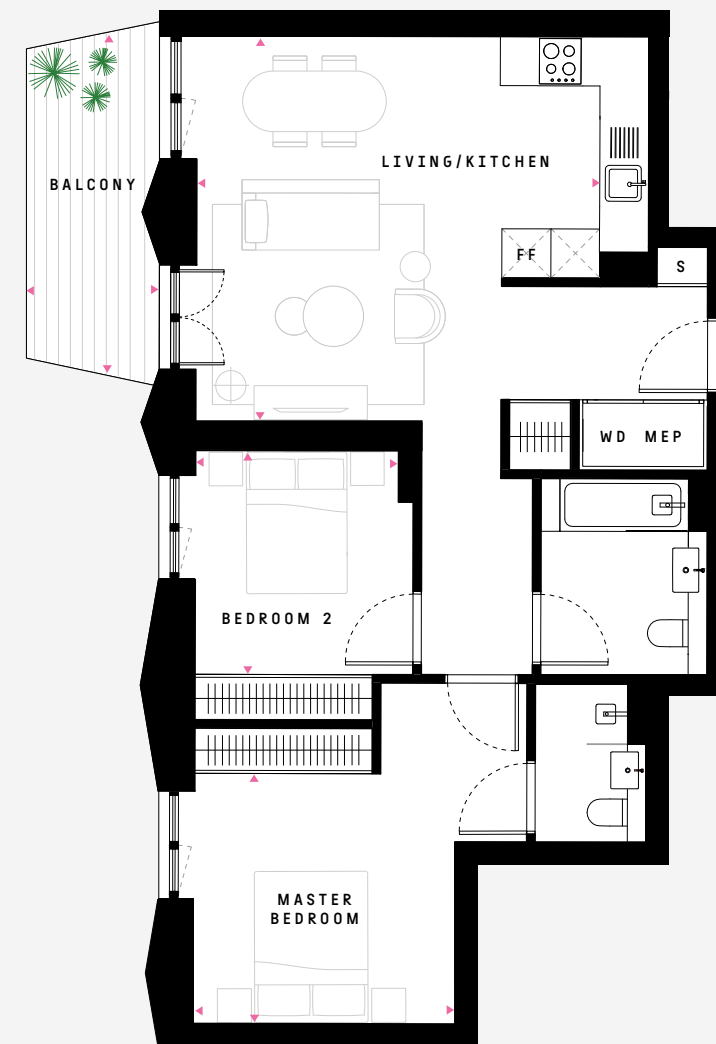 LIVING/KITCHEN
BALCONY
FF
S
WD MEP
BEDROOM 2
MASTER
BEDROOM